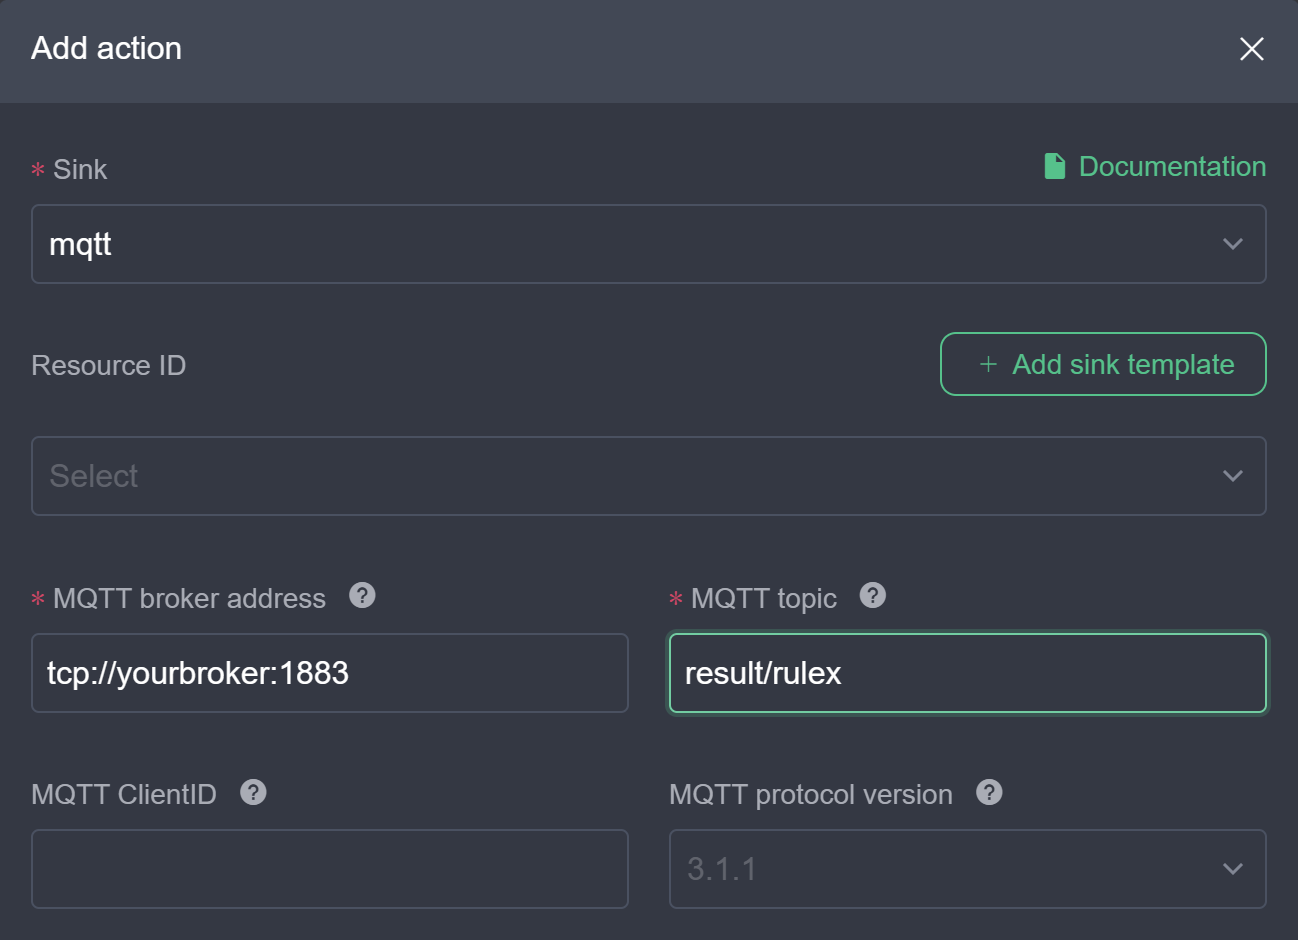 Add action
* Sink
Documentation
mqtt
Resource ID
+ Add sink template
Select
* MQTT broker address ?
* MQTT topic ?
tcp://yourbroker:1883
result/rulex
MQTT ClientID ?
MQTT protocol version ?
3.1.1